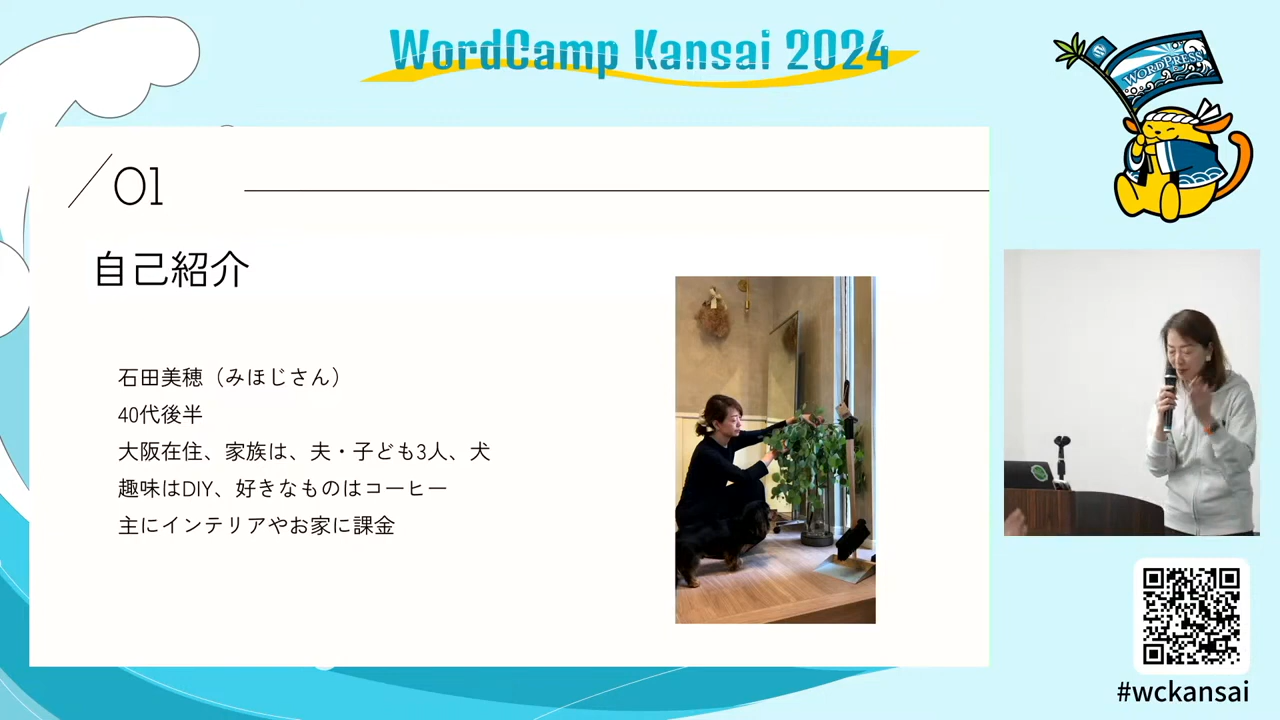 WordCamp Kansai 2024
W
WORDPRESS
01
自己紹介
石田美穂（みほじさん）
40代後半
大阪在住、家族は、夫・子ども3人、犬
趣味はDIY、好きなものはコーヒー
主にインテリアやお家に課金
#wckansai